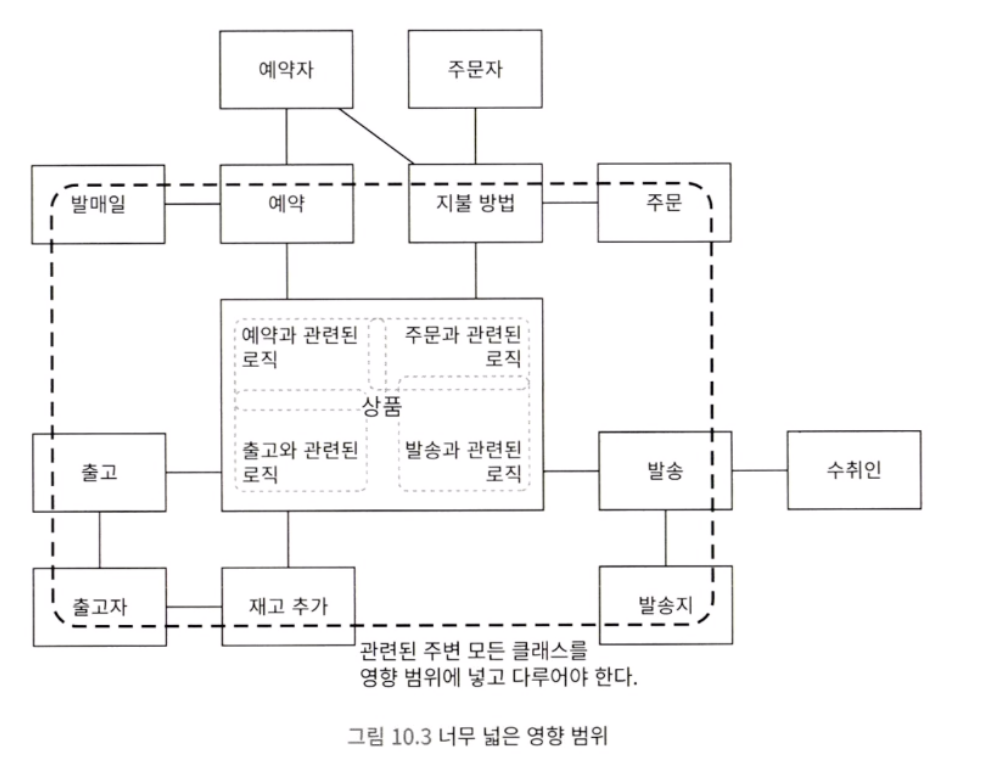 예약자
주문자
발매일
예약
지불 방법
주문
예약과 관련된
로직
주문과 관련된
로직
상품
출고와 관련된
로직
발송과 관련된
로직
출고
발송
수취인
출고자
재고 추가
발송지
관련된 주변 모든 클래스를
영향 범위에 넣고 다루어야 한다.
그림 10.3 너무 넓은 영향 범위